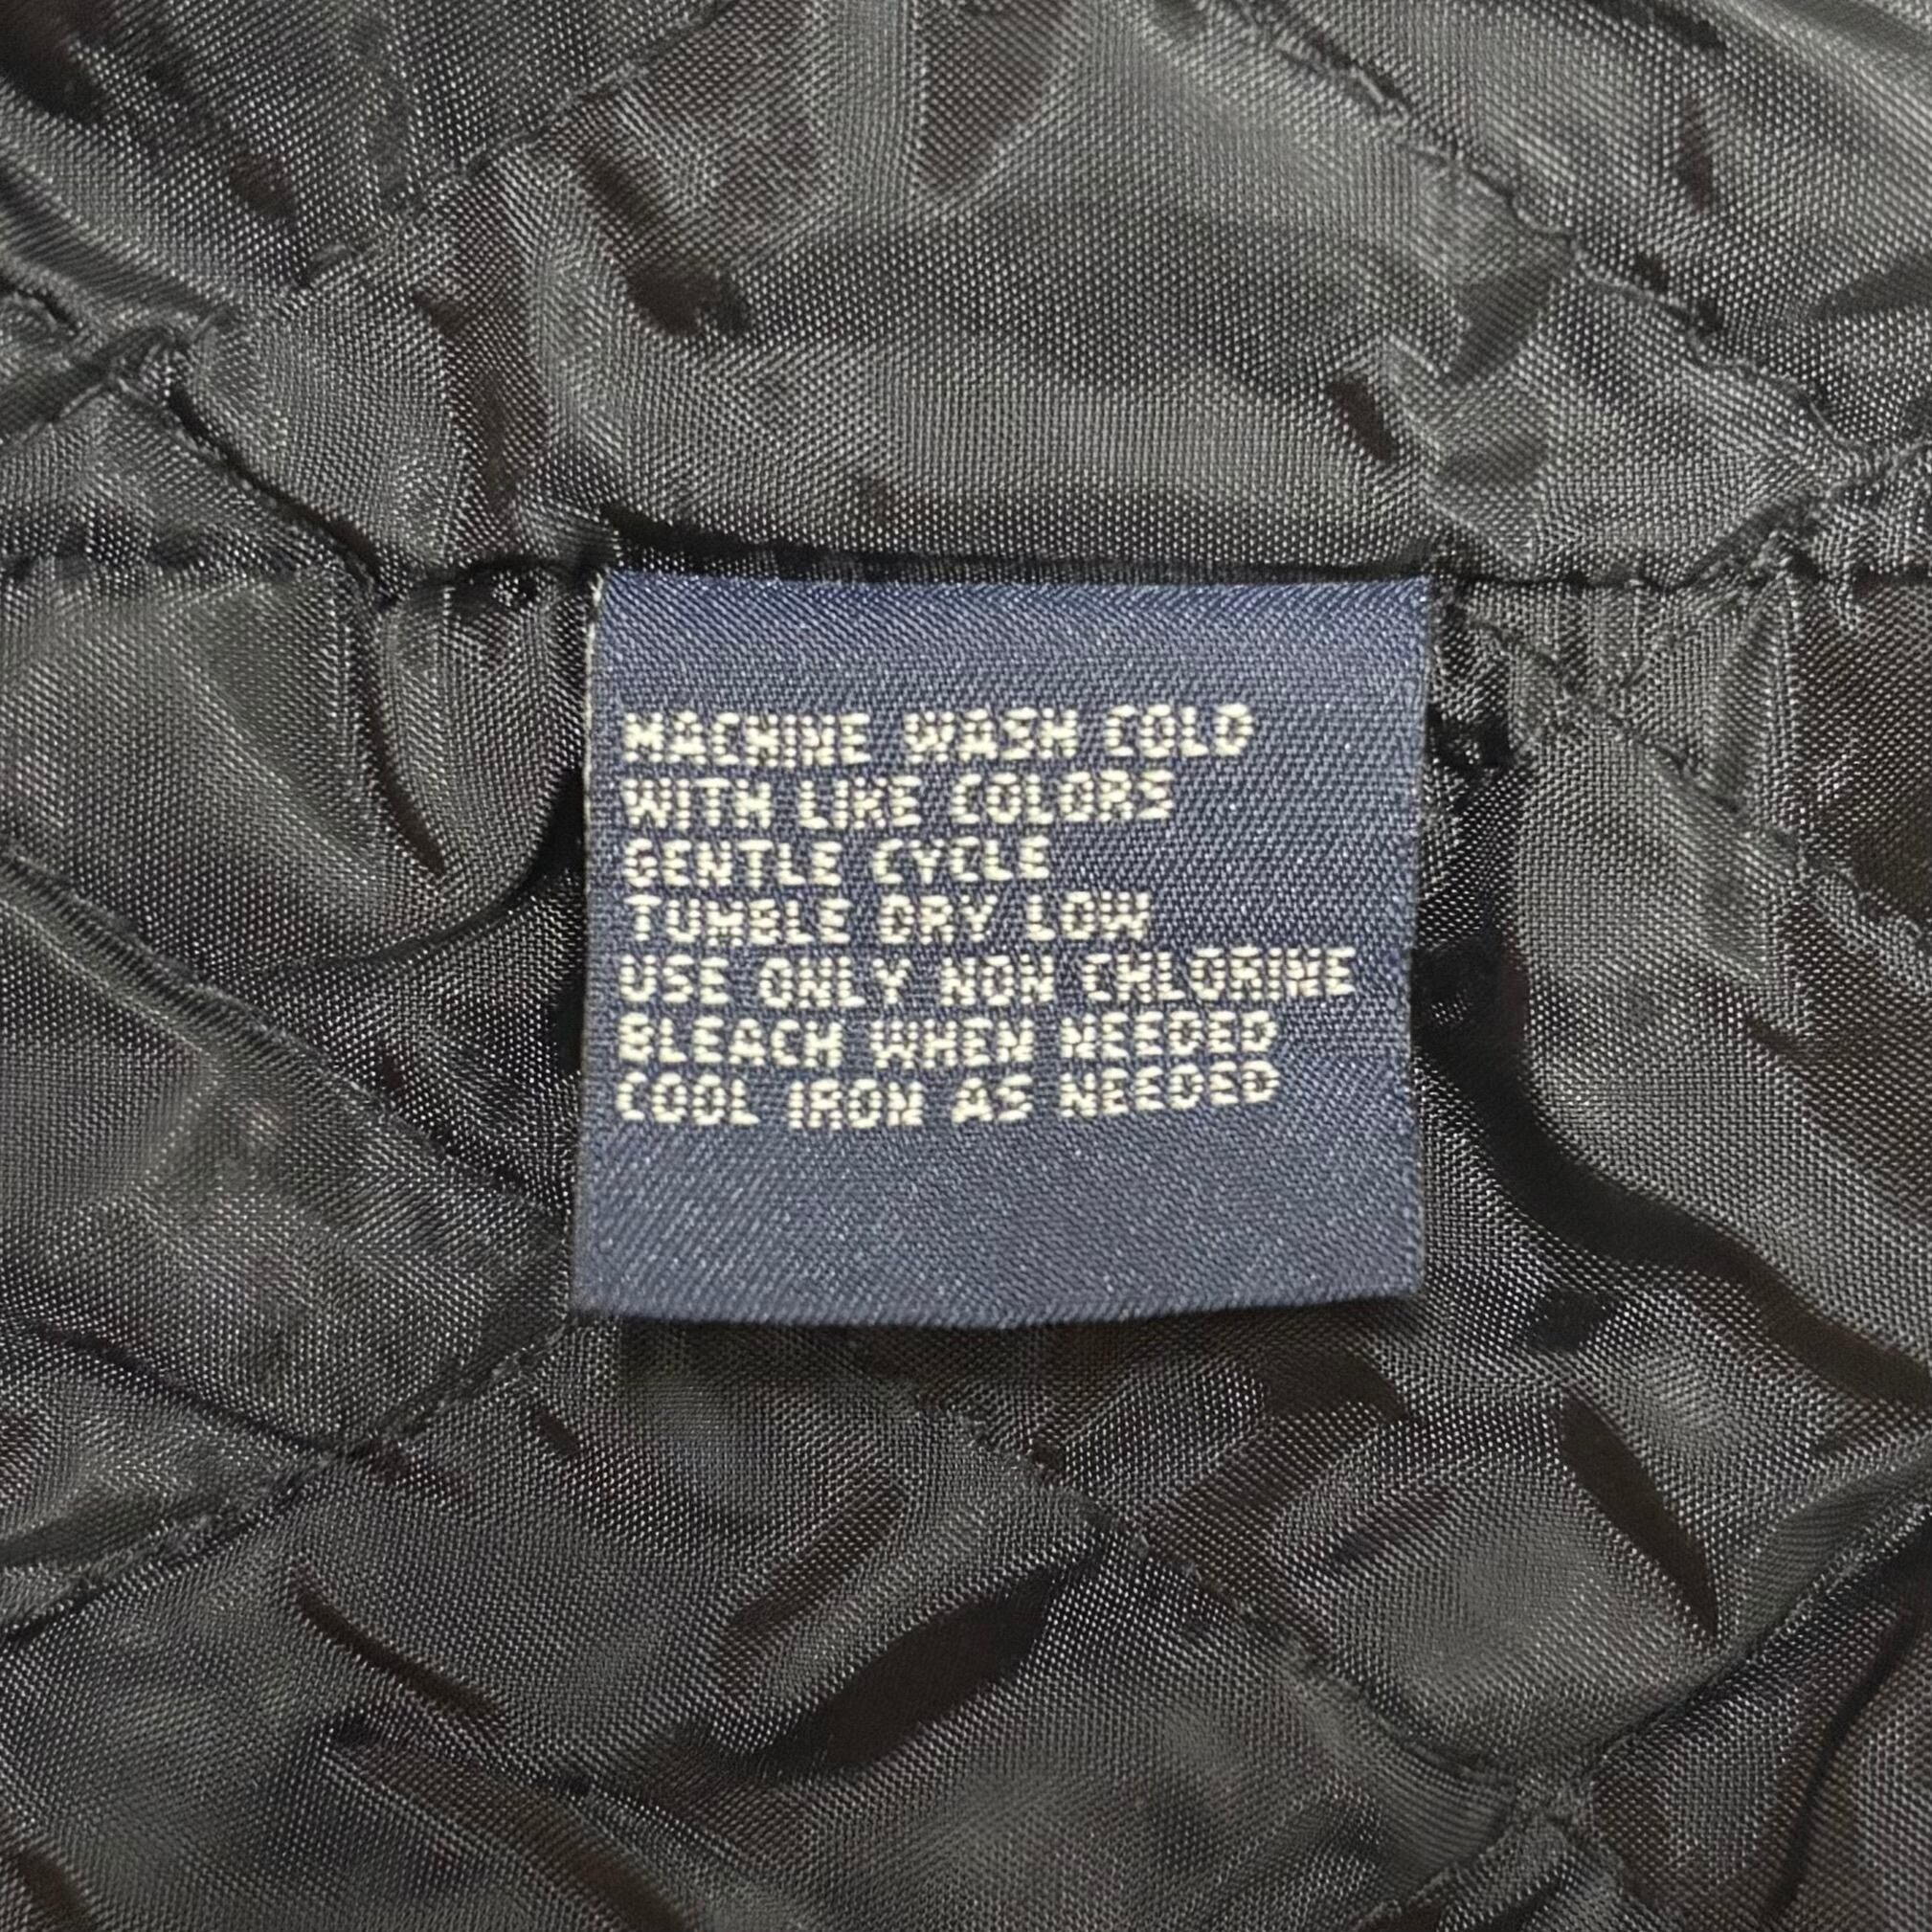 MACHINE WASH COLD
WITH LIKE COLORS
GENTLE CYCLE
TUMBLE DRY LOW
USE ONLY NON CHLORINE
BLEACH WHEN NEEDED
COOL IRON AS NEEDED